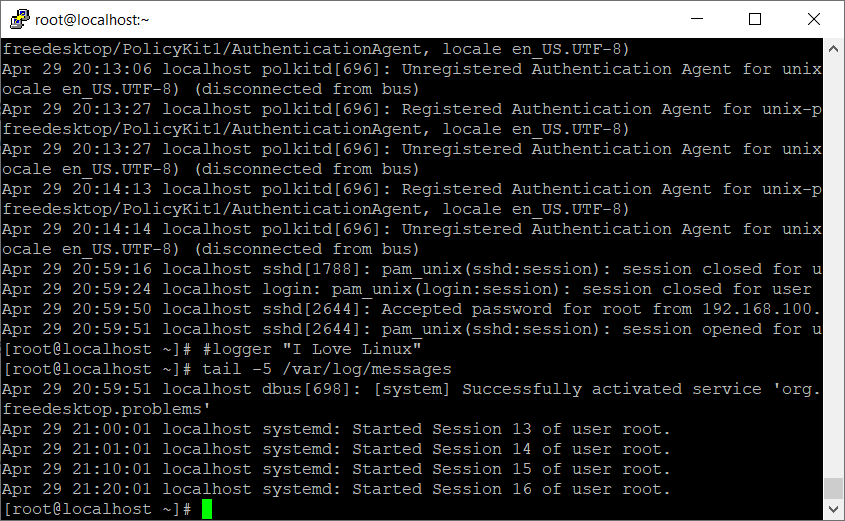 root@localhost:~
freedesktop/PolicyKit1/AuthenticationAgent, locale en_US.UTF-8)
Apr 29 20:13:06 localhost polkitd[696]: Unregistered Authentication Agent for unix
ocale en_US.UTF-8) (disconnected from bus)
Apr 29 20:13:27 localhost polkitd[696]: Registered Authentication Agent for unix-p
freedesktop/PolicyKit1/AuthenticationAgent, locale en_US.UTF-8)
Apr 29 20:13:27 localhost polkitd[696]: Unregistered Authentication Agent for unix
ocale en_US.UTF-8) (disconnected from bus)
Apr 29 20:14:13 localhost polkitd[696]: Registered Authentication Agent for unix-p
freedesktop/PolicyKit1/AuthenticationAgent, locale en_US.UTF-8)
Apr 29 20:14:14 localhost polkitd[696]: Unregistered Authentication Agent for unix
ocale en_US.UTF-8) (disconnected from bus)
Apr 29 20:59:16 localhost sshd[1788]: pam_unix(sshd:session): session closed for u
Apr 29 20:59:24 localhost login: pam_unix(login:session): session closed for user
Apr 29 20:59:50 localhost sshd[2644]: Accepted password for root from 192.168.100.
Apr 29 20:59:51 localhost sshd[2644]: pam_unix(sshd:session): session opened for u
[root@localhost ~]# #logger "I Love Linux"
[root@localhost ~]# tail -5 /var/log/messages
Apr 29 20:59:51 localhost dbus[698]: [system] Successfully activated service 'org.
freedesktop.problems'
Apr 29 21:00:01 localhost systemd: Started Session 13 of user root.
Apr 29 21:01:01 localhost systemd: Started Session 14 of user root.
Apr 29 21:10:01 localhost systemd: Started Session 15 of user root.
Apr 29 21:20:01 localhost systemd: Started Session 16 of user root.
[root@localhost ~]#